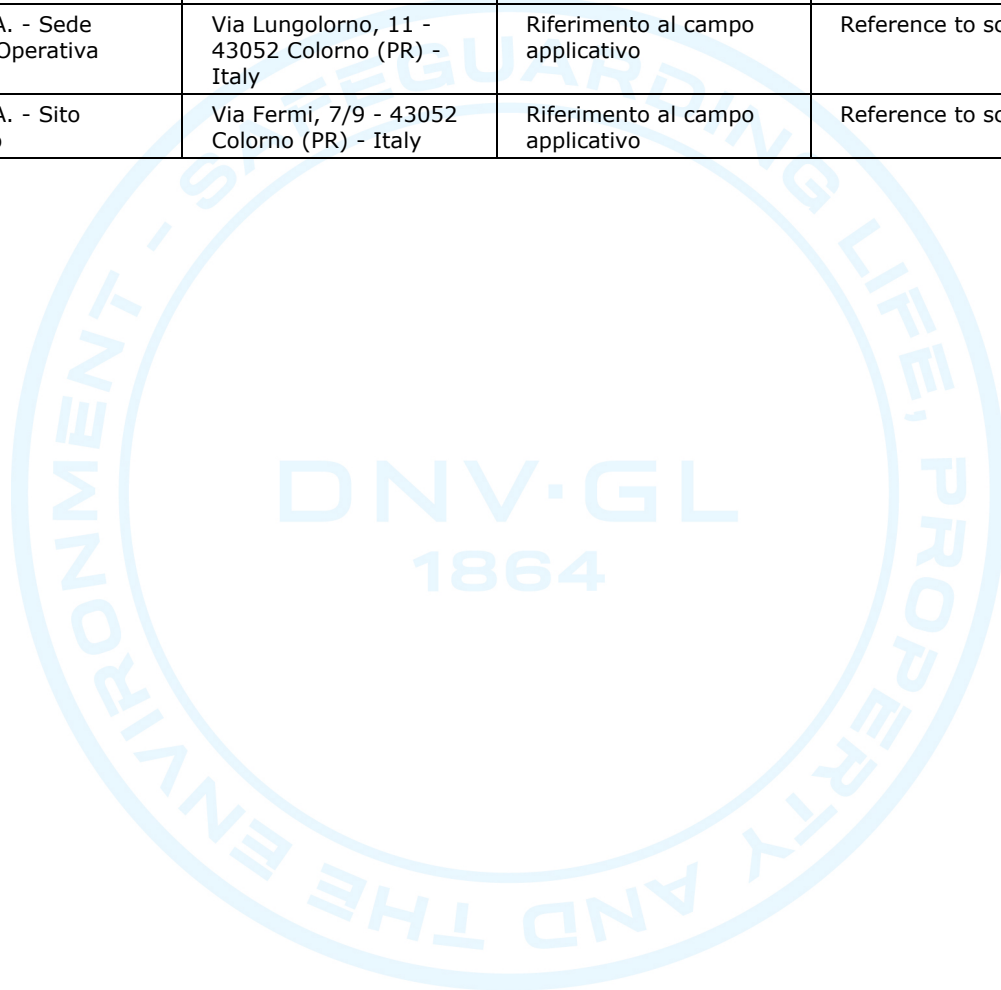 A. - Sede
Operativa
Via Lungolorno, 11 -
43052 Colorno (PR) -
Italy
Riferimento al campo
applicativo
Reference to
A. - Sito
Via Fermi, 7/9 - 43052
Colorno (PR) - Italy
Riferimento al campo
applicativo
Reference to
SAFEGUARDING LIFE, PROPERTY AND THE ENVIRONMENT -
DNV·GL
1864